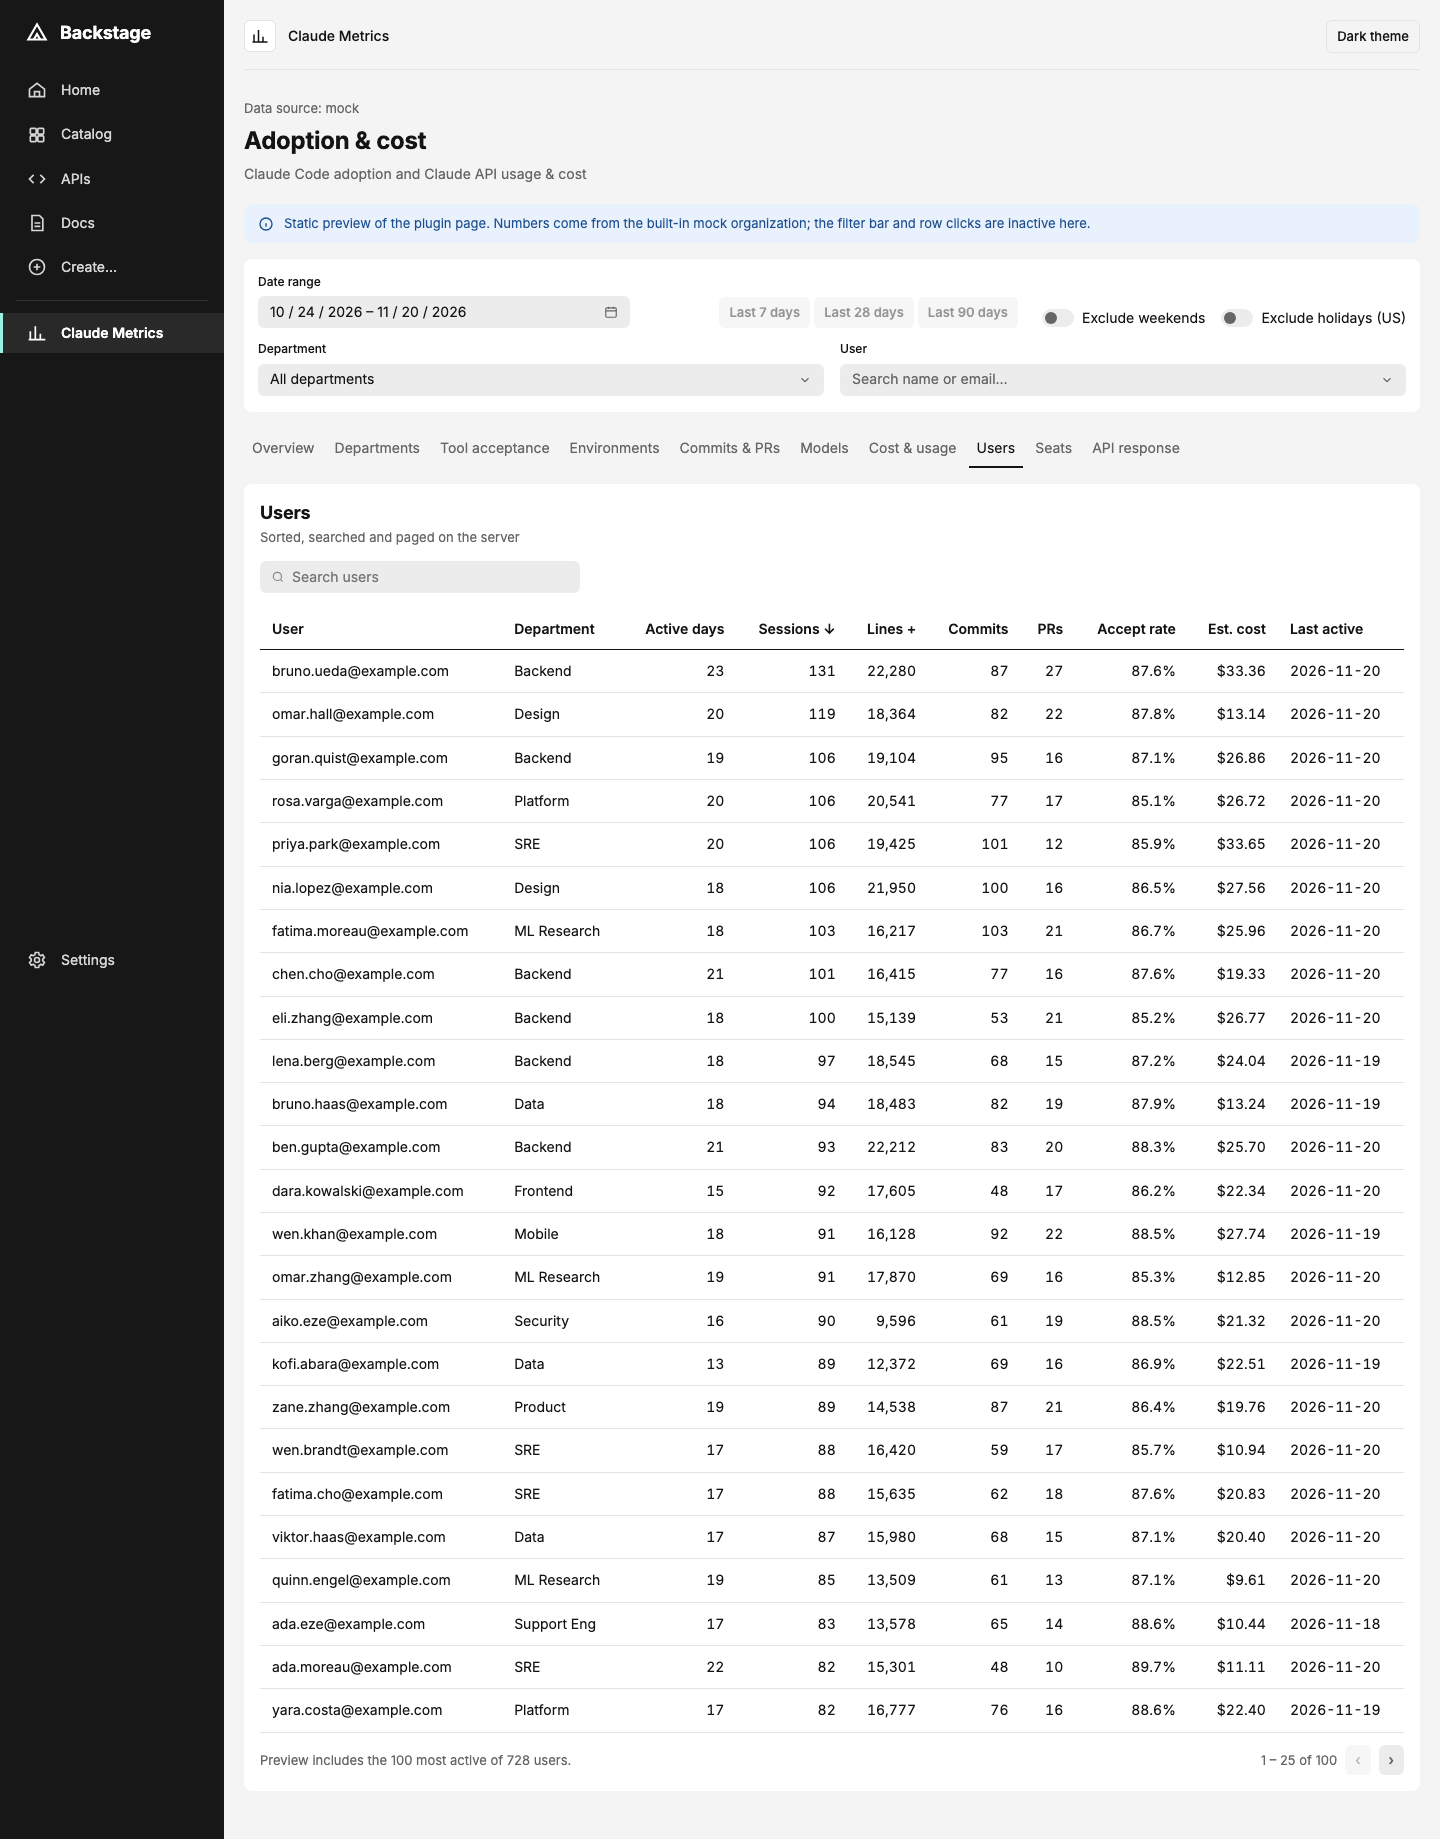 Backstage
Home
Catalog
APIs
Docs
Create...
Claude Metrics
Settings
Claude Metrics
Dark theme
Data source: mock
Adoption & cost
Claude Code adoption and Claude API usage & cost
Static preview of the plugin page. Numbers come from the built-in mock organization; the filter bar and row clicks are inactive here.
Date range
10 / 24 / 2026 – 11 / 20 / 2026
Last 7 days Last 28 days Last 90 days
Exclude weekends Exclude holidays (US)
Department User
All departments Search name or email...
Overview Departments Tool acceptance Environments Commits & PRs Models Cost & usage Users Seats API response
Users
Sorted, searched and paged on the server
Search users
User Department Active days Sessions ↓ Lines + Commits PRs Accept rate Est. cost Last active
bruno.ueda@example.com Backend 23 131 22,280 87 27 87.6% $33.36 2026-11-20
omar.hall@example.com Design 20 119 18,364 82 22 87.8% $13.14 2026-11-20
goran.quist@example.com Backend 19 106 19,104 95 16 87.1% $26.86 2026-11-20
rosa.varga@example.com Platform 20 106 20,541 77 17 85.1% $26.72 2026-11-20
priya.park@example.com SRE 20 106 19,425 101 12 85.9% $33.65 2026-11-20
nia.lopez@example.com Design 18 106 21,950 100 16 86.5% $27.56 2026-11-20
fatima.moreau@example.com ML Research 18 103 16,217 103 21 86.7% $25.96 2026-11-20
chen.cho@example.com Backend 21 101 16,415 77 16 87.6% $19.33 2026-11-20
eli.zhang@example.com Backend 18 100 15,139 53 21 85.2% $26.77 2026-11-20
lena.berg@example.com Backend 18 97 18,545 68 15 87.2% $24.04 2026-11-19
bruno.haas@example.com Data 18 94 18,483 82 19 87.9% $13.24 2026-11-19
ben.gupta@example.com Backend 21 93 22,212 83 20 88.3% $25.70 2026-11-20
dara.kowalski@example.com Frontend 15 92 17,605 48 17 86.2% $22.34 2026-11-20
wen.khan@example.com Mobile 18 91 16,128 92 22 88.5% $27.74 2026-11-19
omar.zhang@example.com ML Research 19 91 17,870 69 16 85.3% $12.85 2026-11-20
aiko.eze@example.com Security 16 90 9,596 61 19 88.5% $21.32 2026-11-20
kofi.abara@example.com Data 13 89 12,372 69 16 86.9% $22.51 2026-11-19
zane.zhang@example.com Product 19 89 14,538 87 21 86.4% $19.76 2026-11-20
wen.brandt@example.com SRE 17 88 16,420 59 17 85.7% $10.94 2026-11-20
fatima.cho@example.com SRE 17 88 15,635 62 18 87.6% $20.83 2026-11-20
viktor.haas@example.com Data 17 87 15,980 68 15 87.1% $20.40 2026-11-20
quinn.engel@example.com ML Research 19 85 13,509 61 13 87.1% $9.61 2026-11-20
ada.eze@example.com Support Eng 17 83 13,578 65 14 88.6% $10.44 2026-11-18
ada.moreau@example.com SRE 22 82 15,301 48 10 89.7% $11.11 2026-11-20
yara.costa@example.com Platform 17 82 16,777 76 16 88.6% $22.40 2026-11-19
Preview includes the 100 most active of 728 users. 1 – 25 of 100 ‹ ›